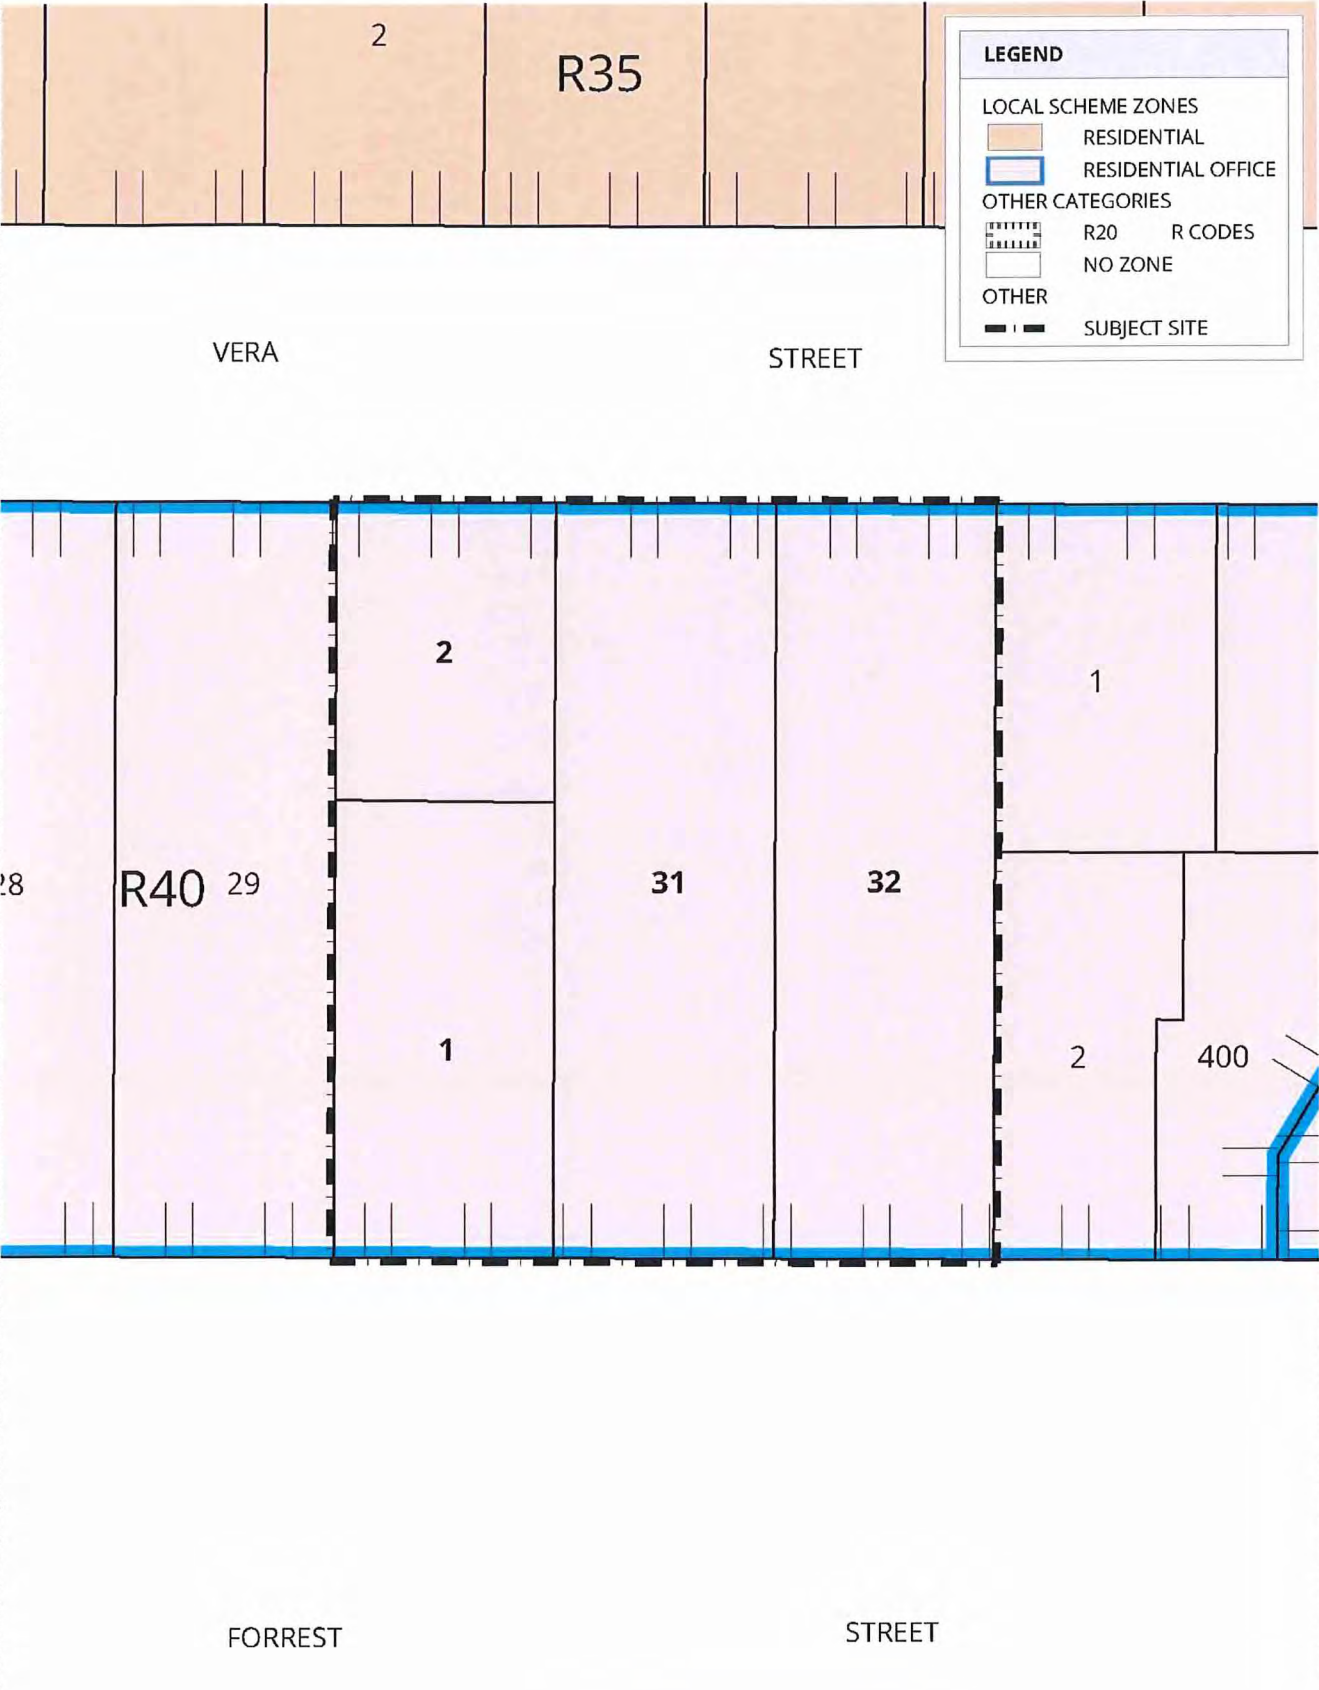 2
R35
LEGEND
LOCAL SCHEME ZONES
RESIDENTIAL
RESIDENTIAL OFFICE
OTHER CATEGORIES
R20 R CODES
NO ZONE
OTHER
SUBJECT SITE
VERA STREET
2
1
28
R40 29
31
32
1
2
400
FORREST STREET